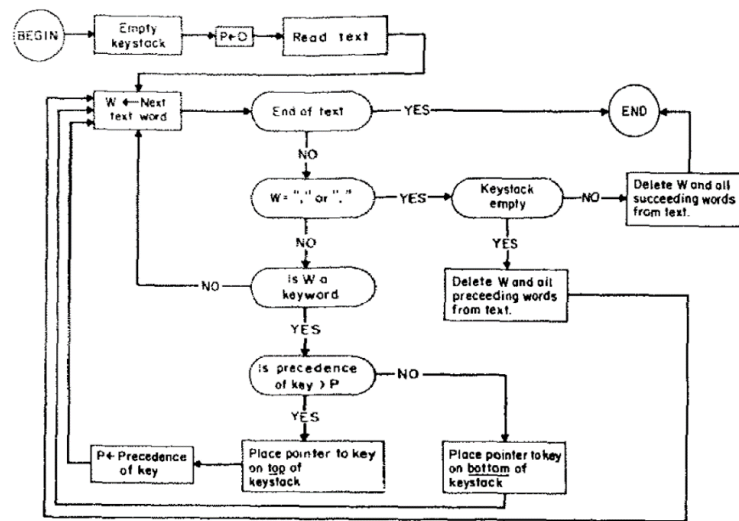 BEGIN
Empty
keystack
P←O
Read text
W ←Next
text word
End of text
YES
END
NO
W= "," or "."
YES
Keystack
empty
NO
Delete W and all
succeeding words
from text.
NO
YES
NO
Is W a
keyword
Delete W and all
preceeding words
from text.
YES
Is precedence
of key > P
NO
YES
P← Precedence
of key
Place pointer to key
on top of
keystack
Place pointer to key
on bottom of
keystack